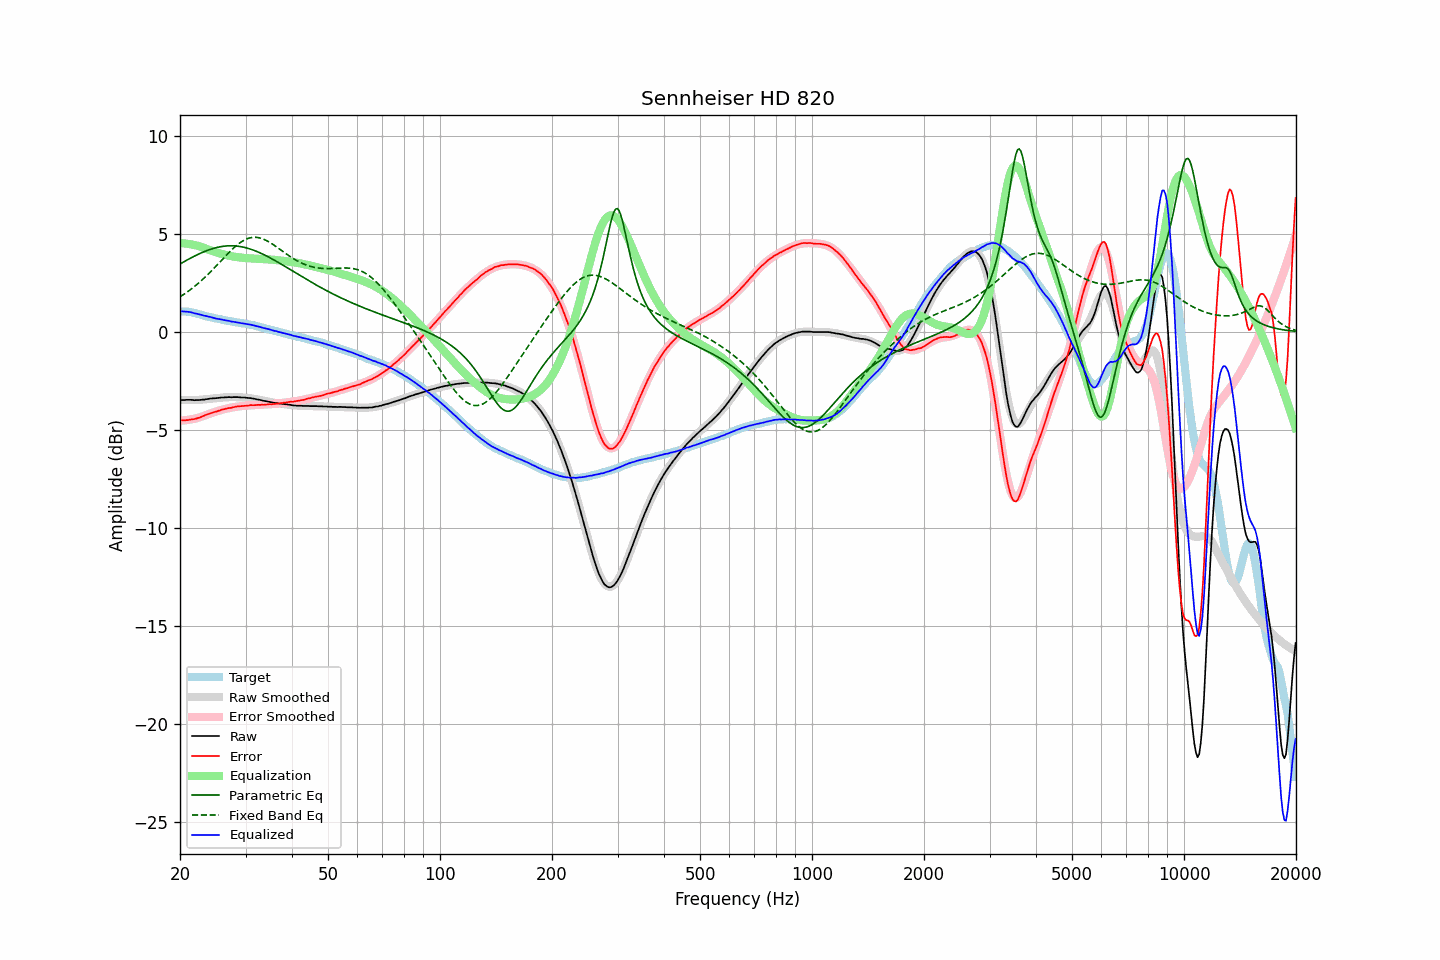 Sennheiser HD 820
10
5
0
−5
−10
−15
−20
−25
Amplitude (dBr)
Target
Raw Smoothed
Error Smoothed
Raw
Error
Equalization
Parametric Eq
Fixed Band Eq
Equalized
20 50 100 200 500 1000 2000 5000 10000 20000
Frequency (Hz)